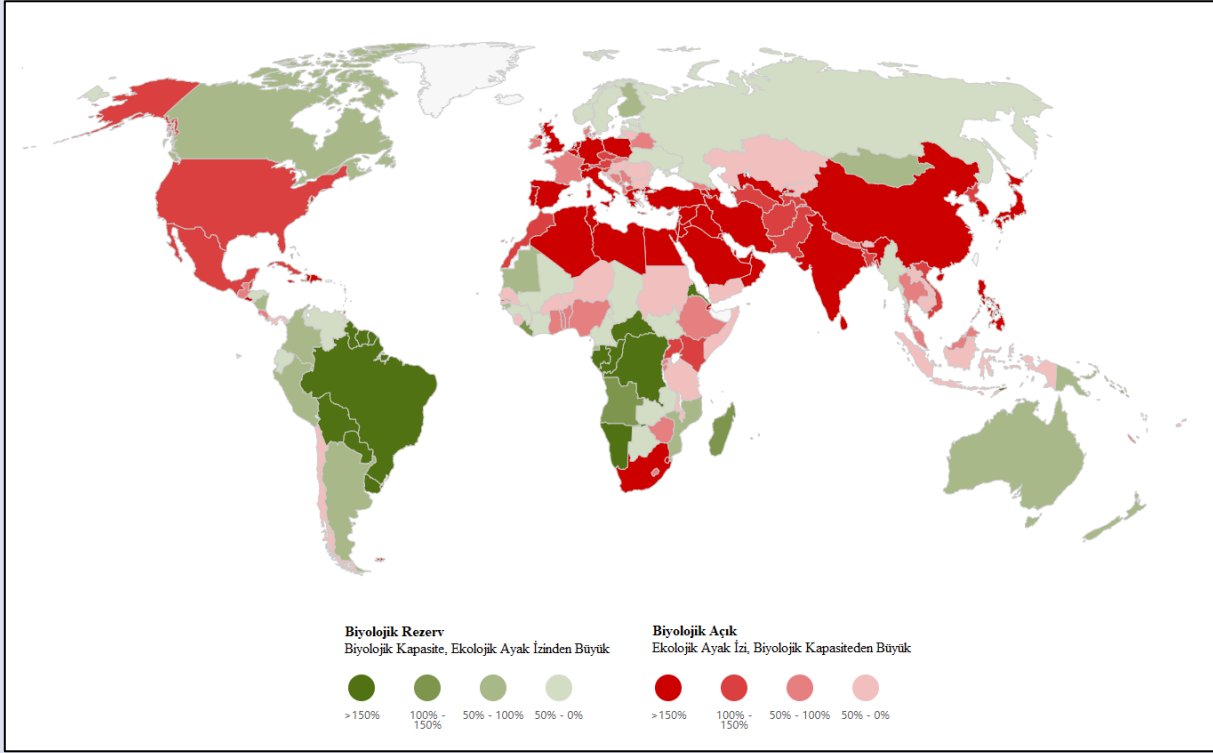 Biyolojik Rezerv
Biyolojik Kapasite, Ekolojik Ayak İzinden Büyük
>150%
100% -
150%
50% - 100%
50% - 0%
Biyolojik Açık
Ekolojik Ayak İzi, Biyolojik Kapasiteden Büyük
>150%
100% -
150%
50% - 100%
50% - 0%